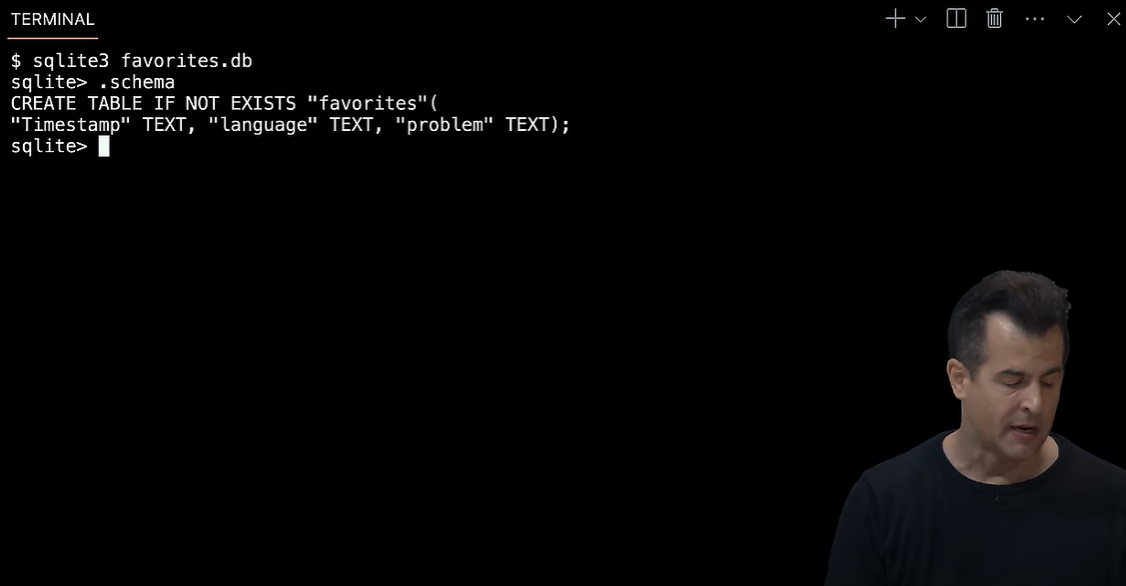 TERMINAL
$ sqlite3 favorites.db
sqlite> .schema
CREATE TABLE IF NOT EXISTS "favorites"(
"Timestamp" TEXT, "language" TEXT, "problem" TEXT);
sqlite>